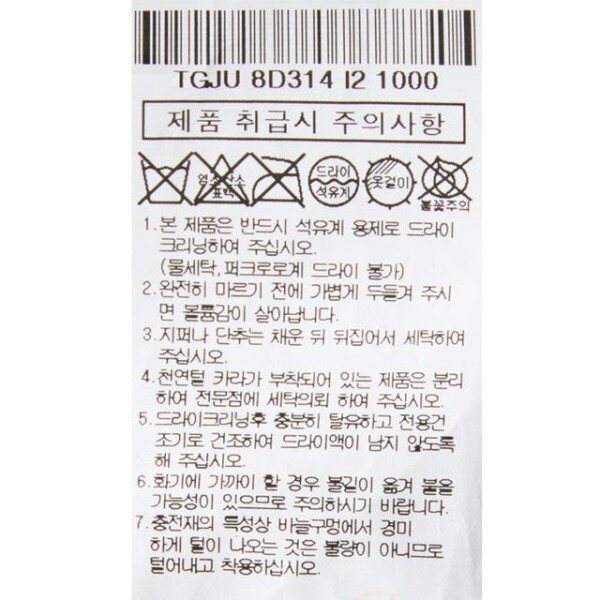 TGJU 8D314 I2 1000
제품 취급시 주의사항
염소산소 표백
드라이 석유계
옷걸이
불꽃주의
1.본 제품은 반드시 석유계 용제로 드라이
크리닝하여 주십시오.
(물세탁,퍼크로로계 드라이 불가)
2.완전히 마르기 전에 가볍게 두들겨 주시
면 볼륨감이 살아납니다.
3.지퍼나 단추는 채운 뒤 뒤집어서 세탁하여
주십시오.
4.천연털 카라가 부착되어 있는 제품은 분리
하여 전문점에 세탁의뢰 하여 주십시오.
5.드라이크리닝후 충분히 탈유하고 전용건
조기로 건조하여 드라이액이 남지 않도록
해 주십시오.
6.화기에 가까이 할 경우 불길이 옮겨 붙을
가능성이 있으므로 주의하시기 바랍니다.
7.충전재의 특성상 바늘구멍에서 경미
하게 털이 나오는 것은 불량이 아니므로
털어내고 착용하십시오.